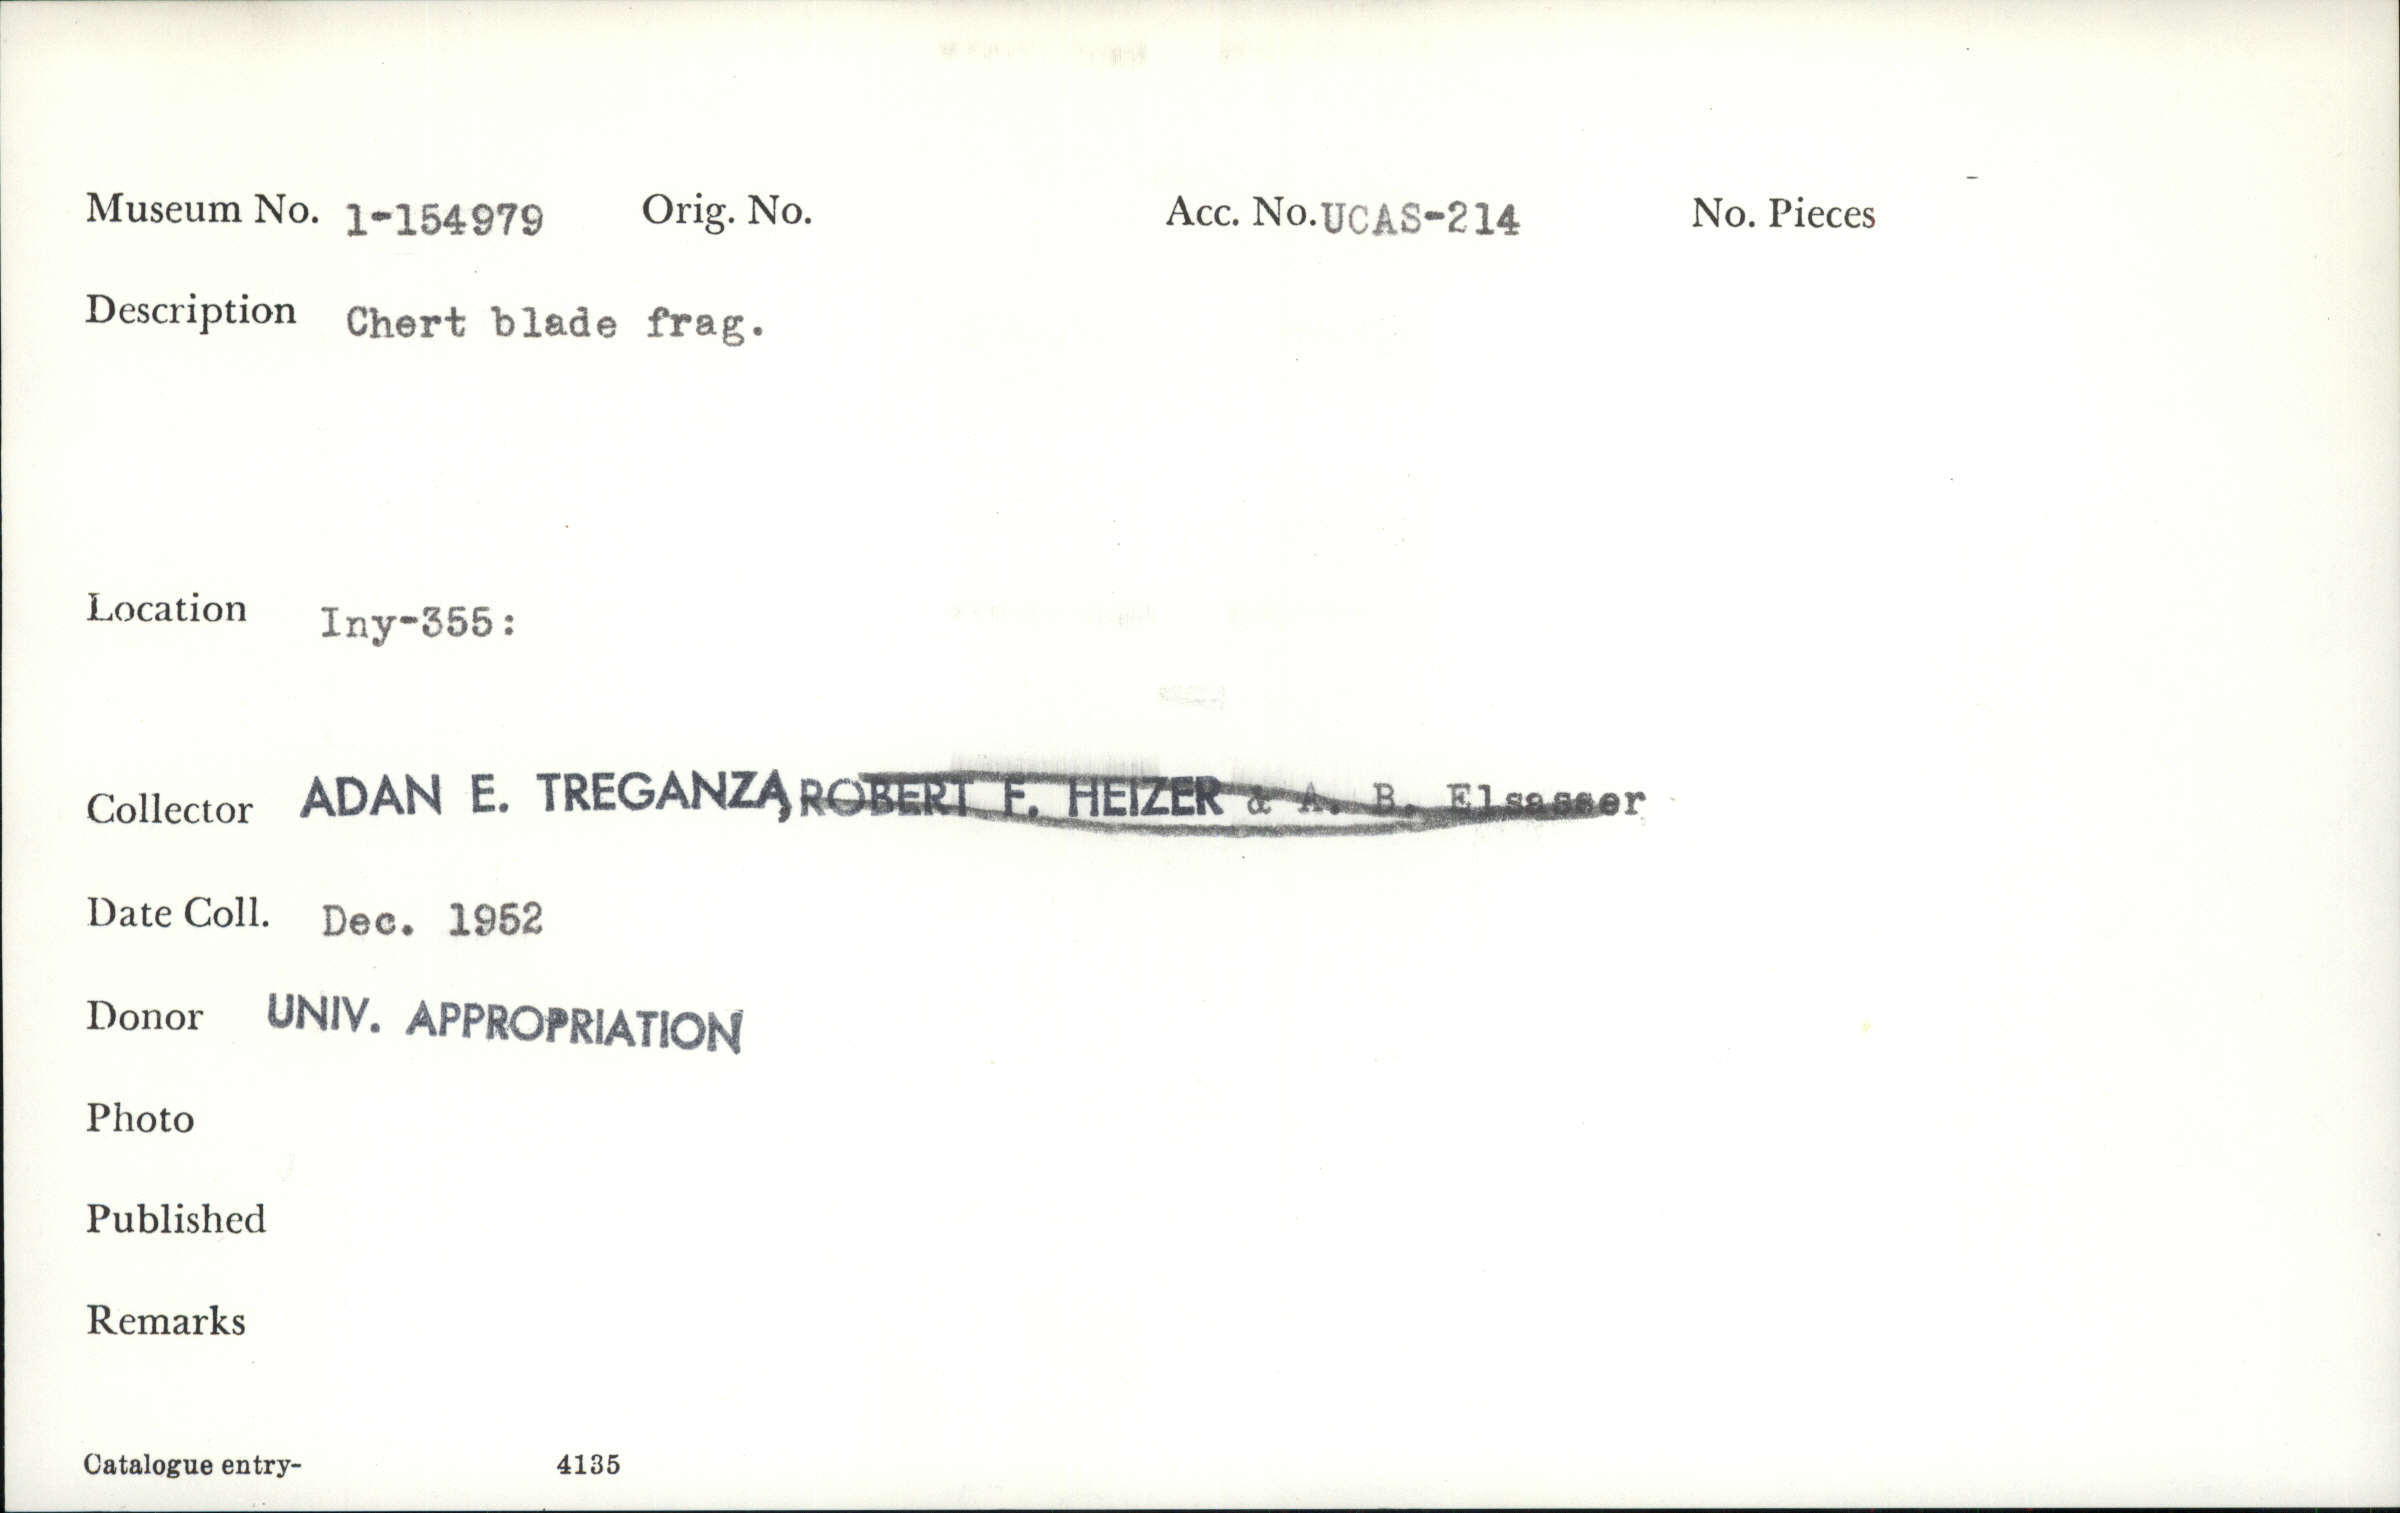 Museum No. 1-154979 Orig. No. Acc. No. UCAS-214 No. Pieces
Description Chert blade frag.
Location Iny-355:
Collector ADAN E. TREGANZA, ROBERT F. HEIZER & A. B. Elsasser
Date Coll. Dec. 1952
Donor UNIV. APPROPRIATION
Photo
Published
Remarks
Catalogue entry- 4135